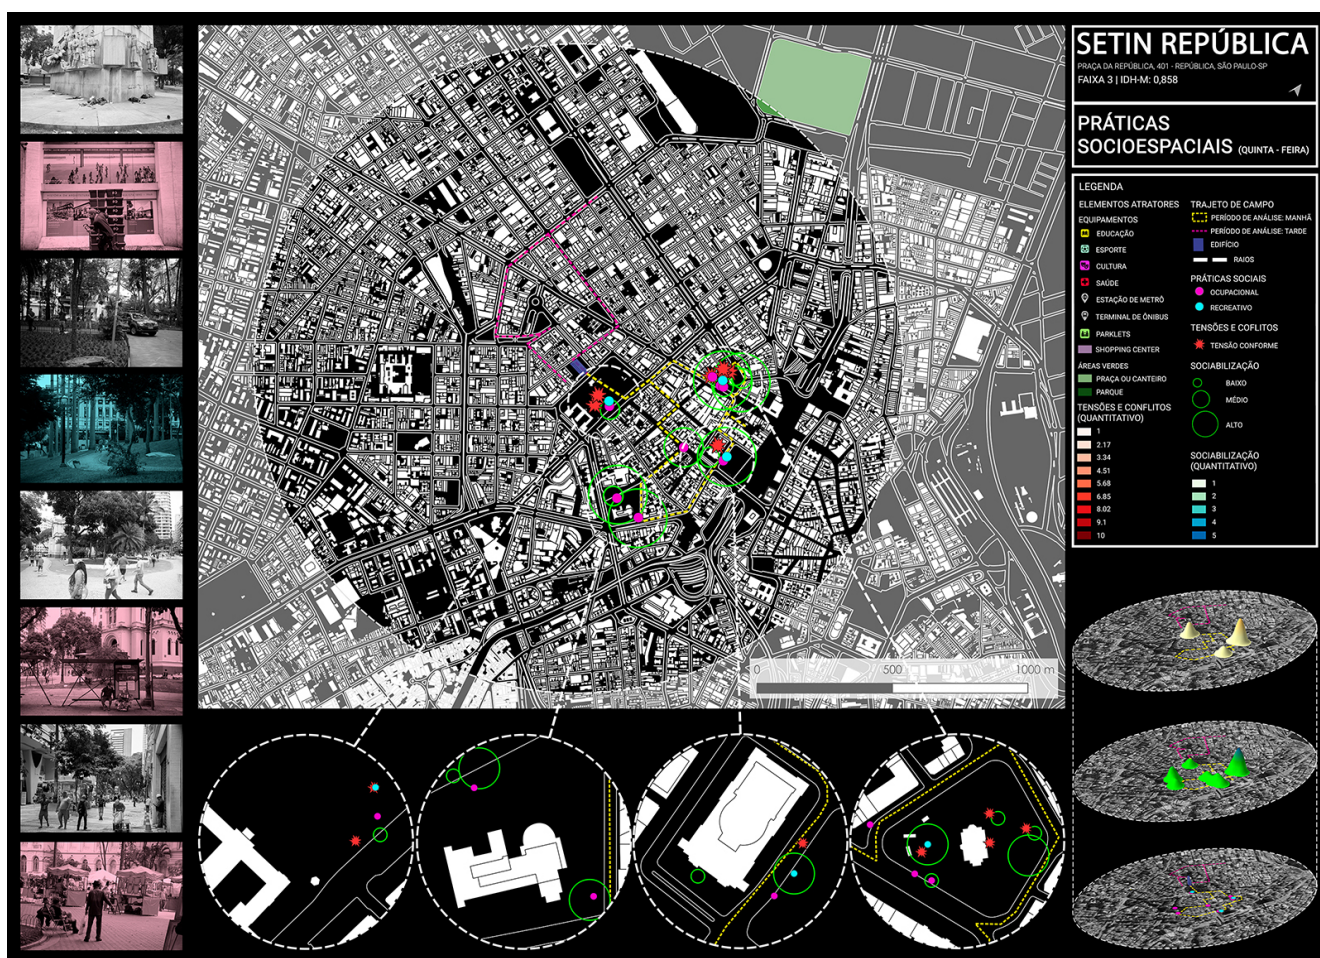 SETIN REPÚBLICA
PRAÇA DA REPÚBLICA, 401 - REPÚBLICA, SÃO PAULO-SP
FAIXA 3 | IDH-M: 0,858
PRÁTICAS
SOCIOESPACIAIS (QUINTA - FEIRA)
LEGENDA
ELEMENTOS ATRATORES
EQUIPAMENTOS
EDUCAÇÃO
ESPORTE
CULTURA
SAÚDE
ESTAÇÃO DE METRÔ
TERMINAL DE ÔNIBUS
PARKLETS
SHOPPING CENTER
ÁREAS VERDES
PRAÇA OU CANTEIRO
PARQUE
TENSÕES E CONFLITOS
(QUANTITATIVO)
1
2.17
3.34
4.51
5.68
6.85
8.02
9.1
10
TRAJETO DE CAMPO
PERÍODO DE ANÁLISE: MANHÃ
PERÍODO DE ANÁLISE: TARDE
EDIFÍCIO
RAIOS
PRÁTICAS SOCIAIS
OCUPACIONAL
RECREATIVO
TENSÕES E COFLITOS
TENSÃO CONFORME
SOCIABILIZAÇÃO
BAIXO
MÉDIO
ALTO
SOCIABILIZAÇÃO
(QUANTITATIVO)
1
2
3
4
5
0 500 1000 m